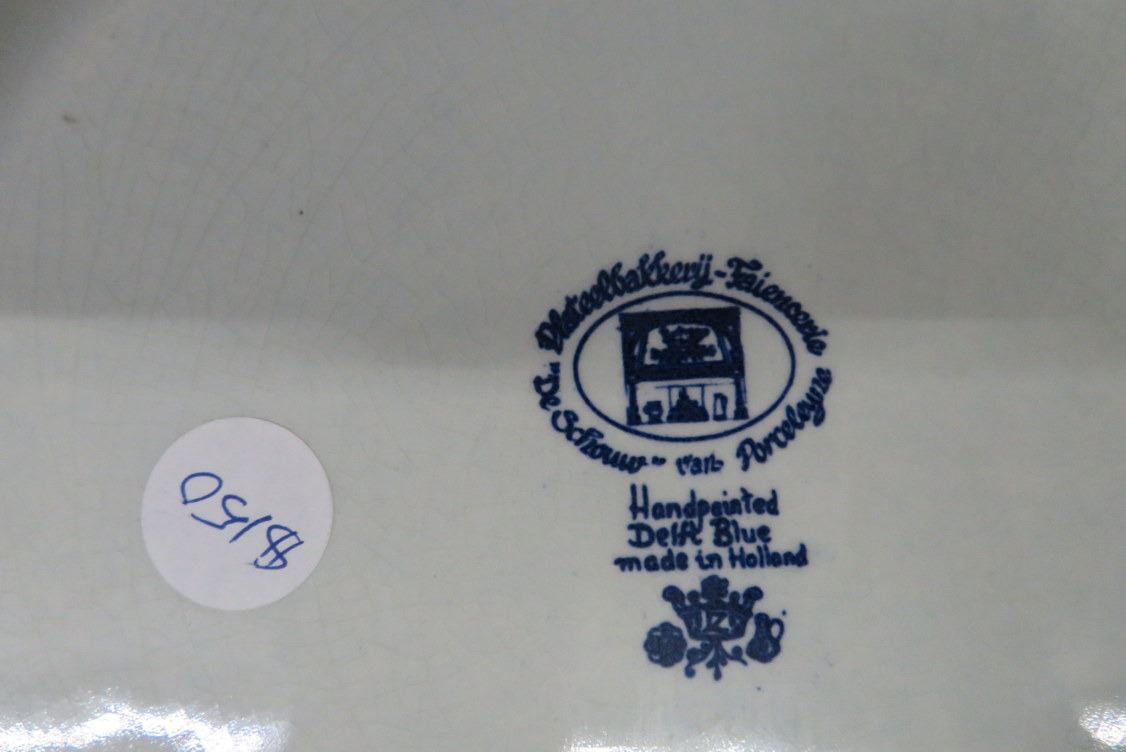 Plateelbakkerij - Faiencerie
"De Schouw" van Porceleyne
Handpainted
Delft Blue
made in Holland
Z
$150